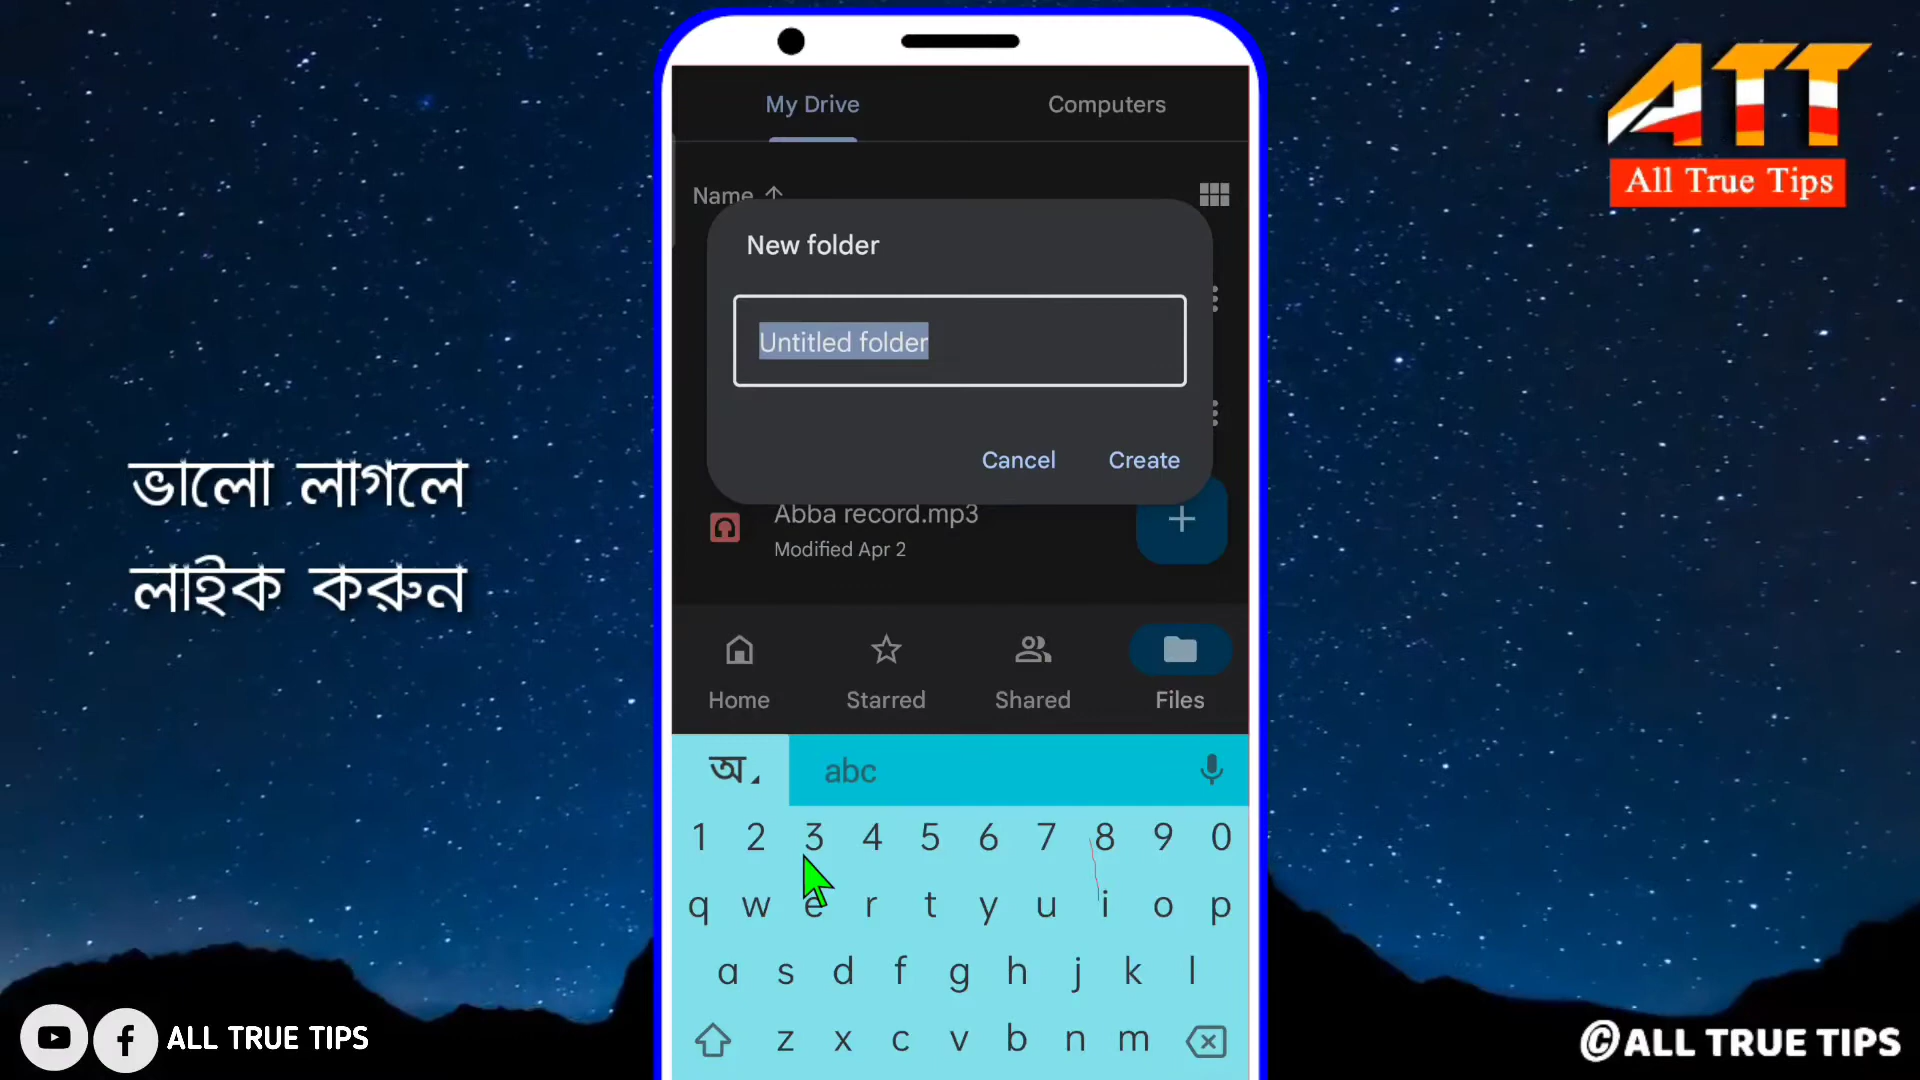 My Drive Computers
Name ↑
New folder
Untitled folder
Cancel Create
Abba record.mp3
Modified Apr 2
Home Starred Shared Files
অ abc
1 2 3 4 5 6 7 8 9 0
q w e r t y u i o p
a s d f g h j k l
z x c v b n m
ভালো লাগলে
লাইক করুন
ATT
All True Tips
ALL TRUE TIPS
©ALL TRUE TIPS